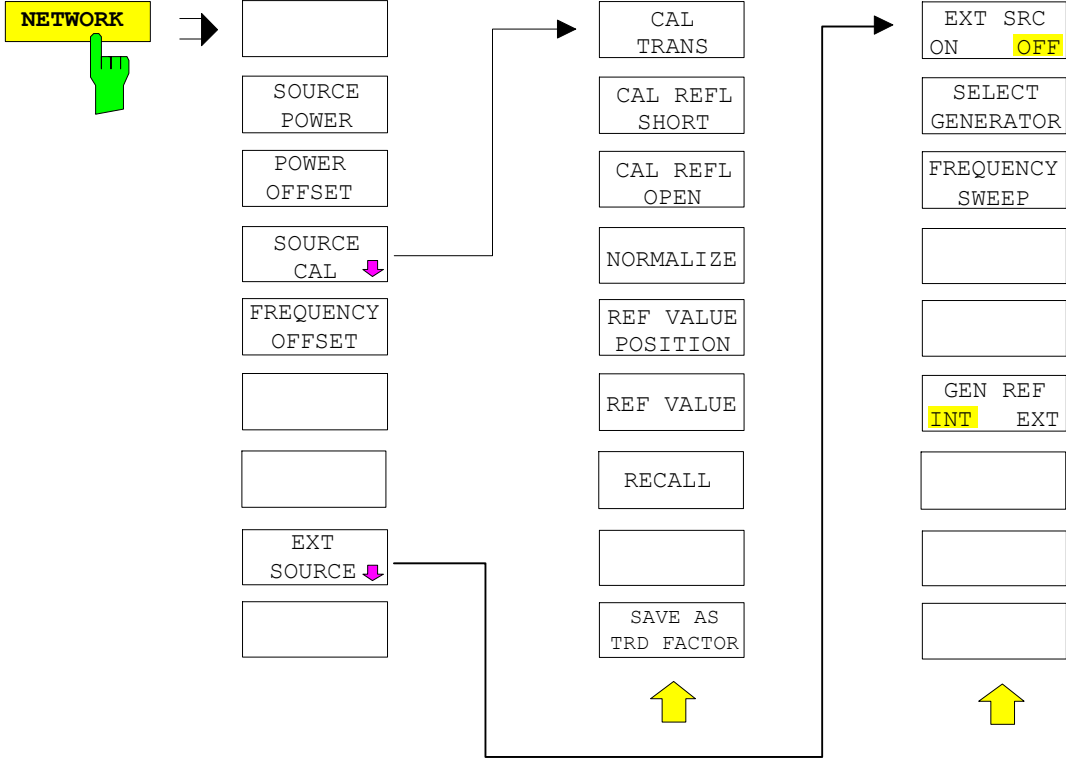 NETWORK
SOURCE
POWER
POWER
OFFSET
SOURCE
CAL
FREQUENCY
OFFSET
EXT
SOURCE
CAL
TRANS
CAL REFL
SHORT
CAL REFL
OPEN
NORMALIZE
REF VALUE
POSITION
REF VALUE
RECALL
SAVE AS
TRD FACTOR
EXT SRC
ON OFF
SELECT
GENERATOR
FREQUENCY
SWEEP
GEN REF
INT EXT